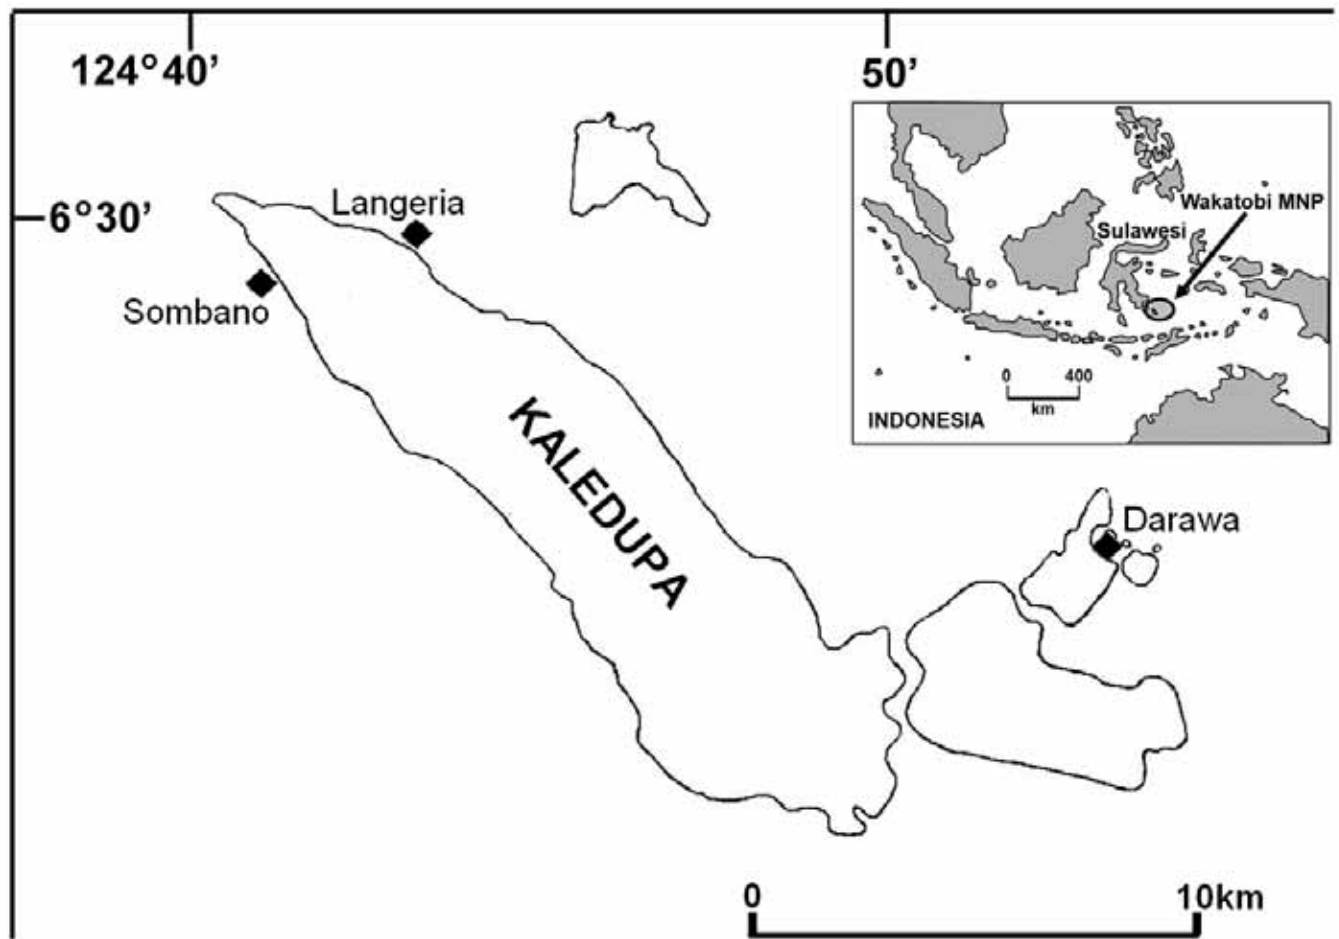 124°40’
50’
6°30’
Langeria
Sombano
KALEDUPA
Darawa
Wakatobi MNP
Sulawesi
0 400
km
INDONESIA
0 10km